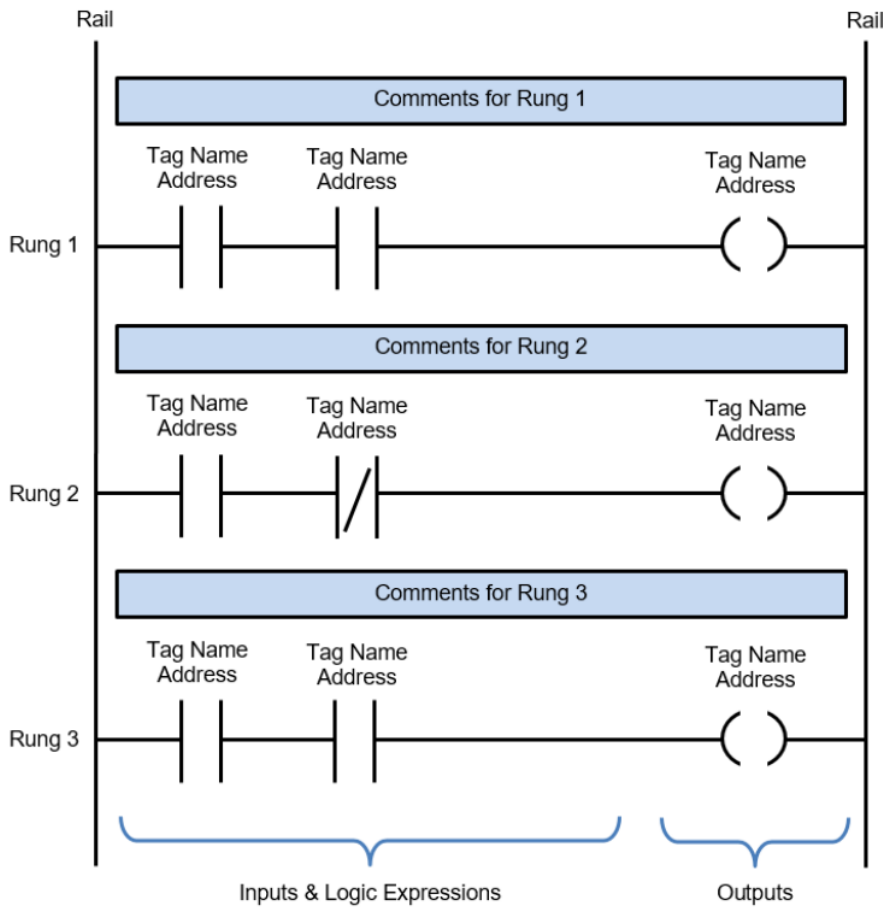 Rail
Rail
Comments for Rung 1
Tag Name
Address
Tag Name
Address
Tag Name
Address
Rung 1
Comments for Rung 2
Tag Name
Address
Tag Name
Address
Tag Name
Address
Rung 2
Comments for Rung 3
Tag Name
Address
Tag Name
Address
Tag Name
Address
Rung 3
Inputs & Logic Expressions
Outputs